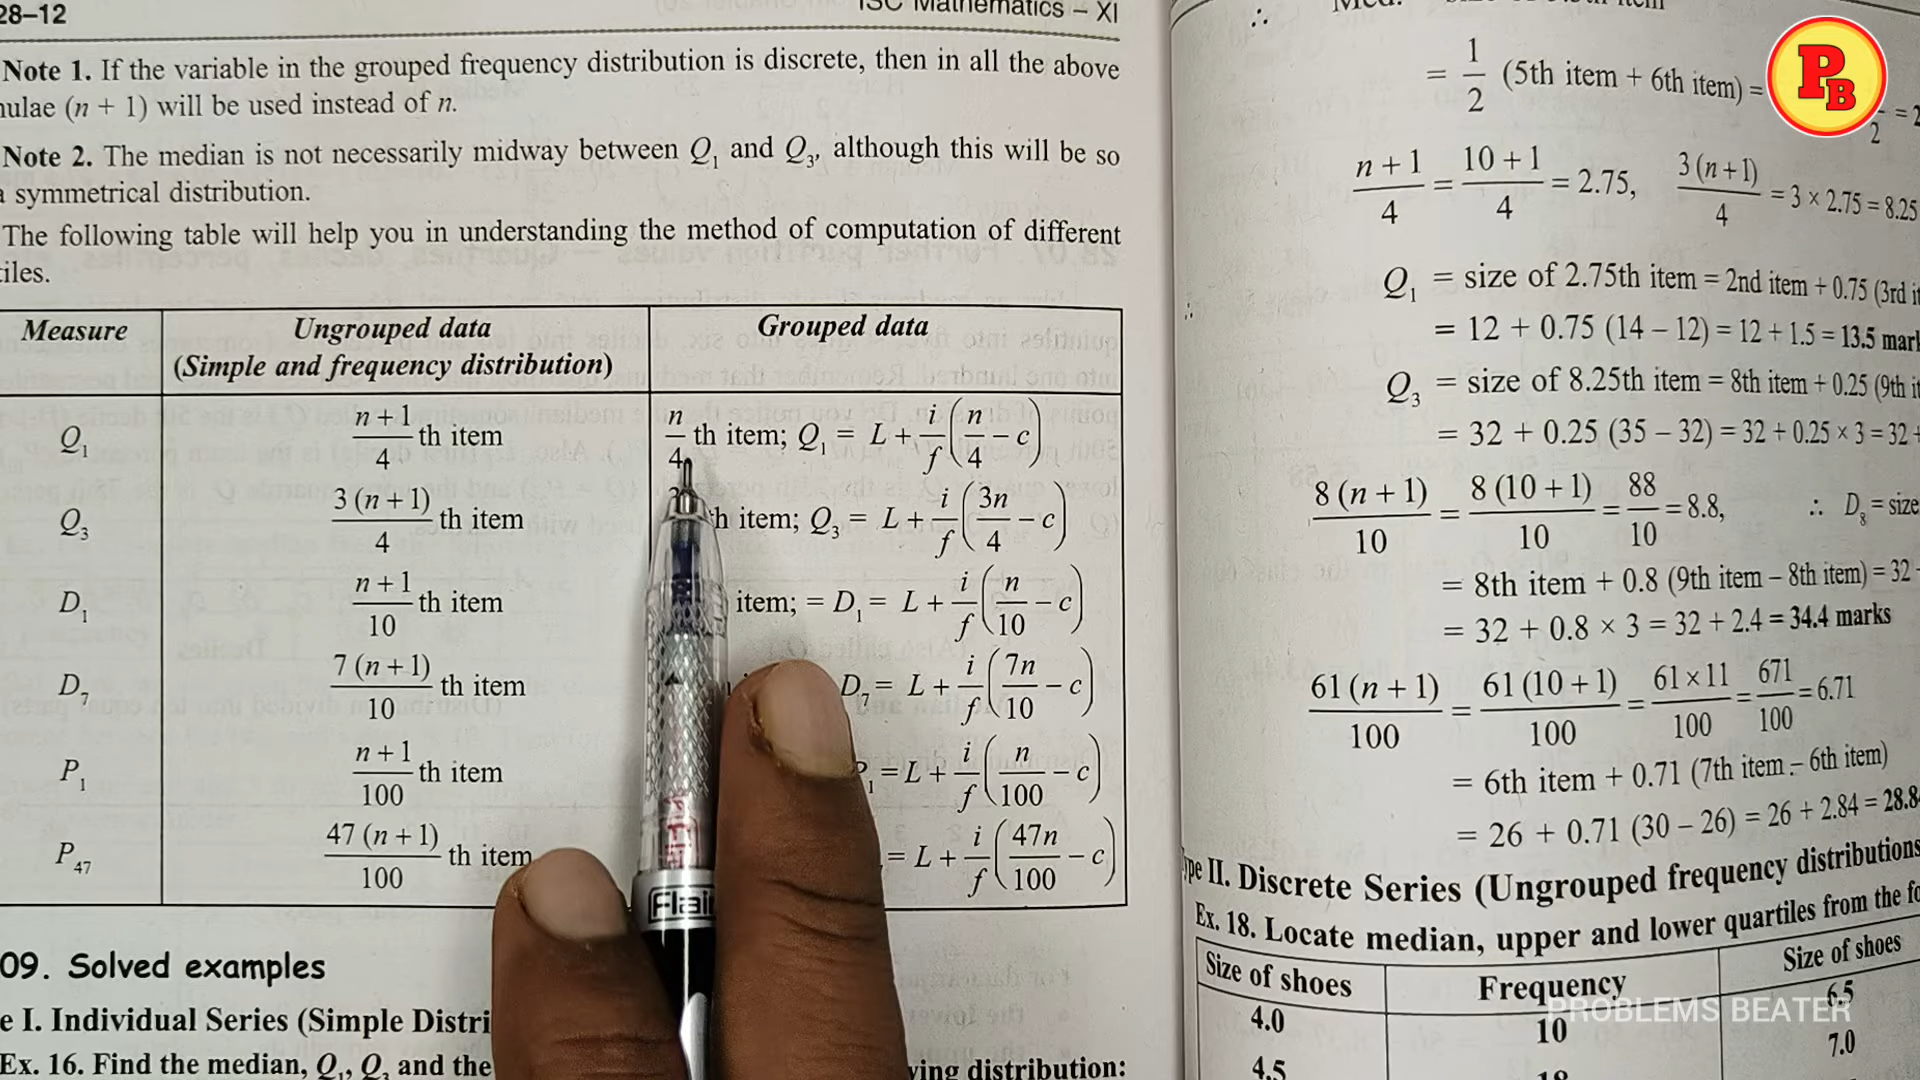 28–12
ISC Mathematics – XI
Note 1. If the variable in the grouped frequency distribution is discrete, then in all the above
(n + 1) will be used instead of n.
Note 2. The median is not necessarily midway between Q₁ and Q₃, although this will be so
symmetrical distribution.
The following table will help you in understanding the method of computation of different
tiles.
Measure Ungrouped data Grouped data
(Simple and frequency distribution)
Q₁ (n + 1)/4 th item n/4 th item; Q₁ = L + i/f (n/4 − c)
Q₃ 3 (n + 1)/4 th item th item; Q₃ = L + i/f (3n/4 − c)
D₁ (n + 1)/10 th item item; = D₁ = L + i/f (n/10 − c)
D₇ 7 (n + 1)/10 th item D₇ = L + i/f (7n/10 − c)
P₁ (n + 1)/100 th item P₁ = L + i/f (n/100 − c)
P₄₇ 47 (n + 1)/100 th item = L + i/f (47n/100 − c)
Flair
09. Solved examples
e I. Individual Series (Simple Distri
Ex. 16. Find the median, Q₁, Q₃ and the ving distribution:
∴
= 1/2 (5th item + 6th item) =
(n + 1)/4 = (10 + 1)/4 = 2.75, 3 (n+1)/4 = 3 × 2.75 = 8.25
∴ Q₁ = size of 2.75th item = 2nd item + 0.75 (3rd
= 12 + 0.75 (14 – 12) = 12 + 1.5 = 13.5
Q₃ = size of 8.25th item = 8th item + 0.25 (9th
= 32 + 0.25 (35 – 32) = 32 + 0.25 × 3 = 32 +
8 (n + 1)/10 = 8 (10 + 1)/10 = 88/10 = 8.8, ∴ D₈ = size
= 8th item + 0.8 (9th item – 8th item) = 32
= 32 + 0.8 × 3 = 32 + 2.4 = 34.4 marks
61 (n + 1)/100 = 61 (10 + 1)/100 = 61 × 11/100 = 671/100 = 6.71
= 6th item + 0.71 (7th item – 6th item)
= 26 + 0.71 (30 – 26) = 26 + 2.84 = 28.8
ype II. Discrete Series (Ungrouped frequency distributions
Ex. 18. Locate median, upper and lower quartiles from the
Size of shoes Frequency Size of shoes
4.0 10 6.5
4.5 7.0
PB
PROBLEMS BEATER